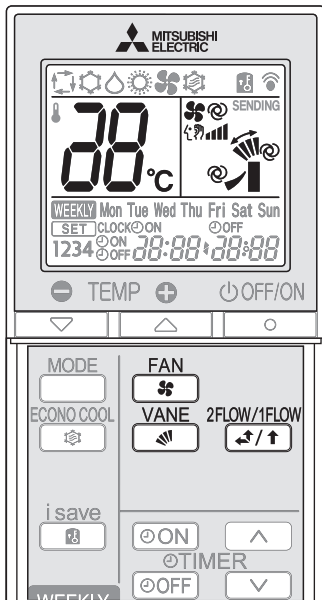 MITSUBISHI
ELECTRIC
SENDING
88°C
WEEKLY Mon Tue Wed Thu Fri Sat Sun
SET CLOCK ON OFF
1234 ON OFF 88:88 88:88
TEMP OFF/ON
MODE FAN
ECONO COOL VANE 2FLOW/1FLOW
i save
ON
TIMER
OFF
WEEKLY